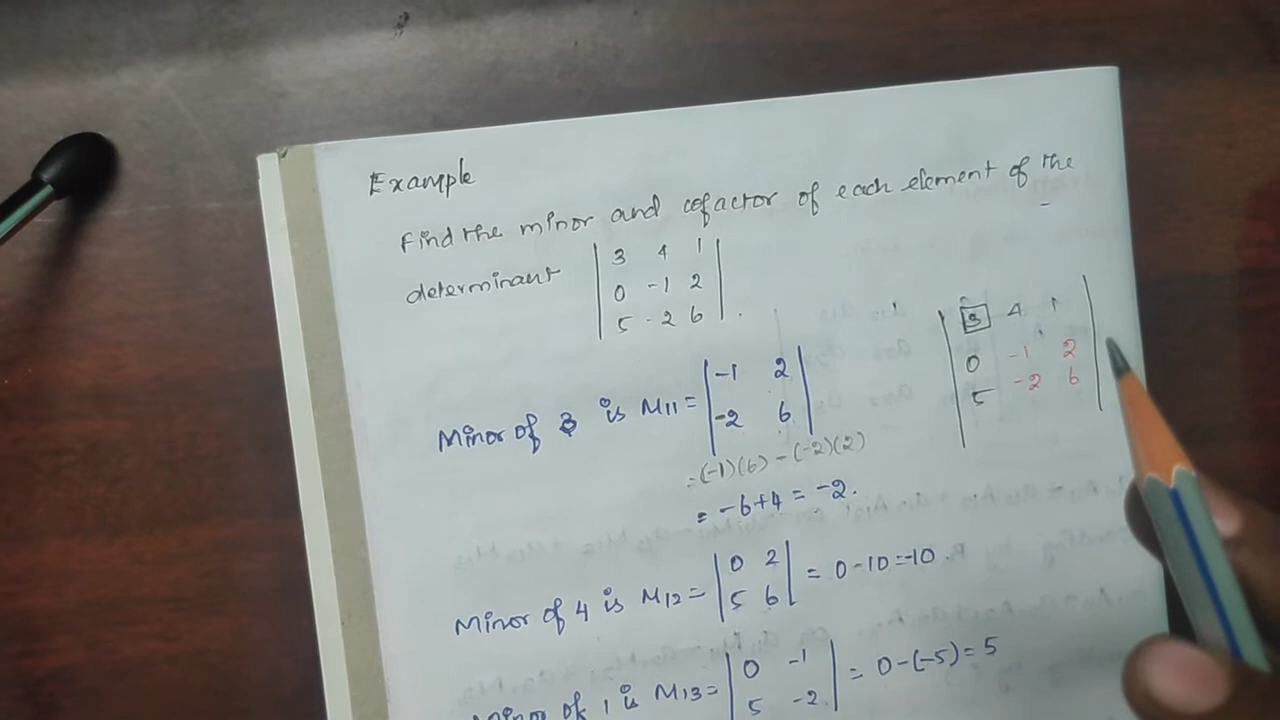 Example
Find the minor and cofactor of each element of the
determinant | 3 4 1 |
| 0 -1 2 |
| 5 -2 6 | .
| 3 4 1 |
| 0 -1 2 |
| 5 -2 6 |
Minor of 3 is M11 = | -1 2 |
| -2 6 |
= (-1)(6) - (-2)(2)
= -6+4 = -2.
Minor of 4 is M12 = | 0 2 | = 0-10 = -10.
| 5 6 |
Minor of 1 is M13 = | 0 -1 | = 0-(-5) = 5
| 5 -2 |